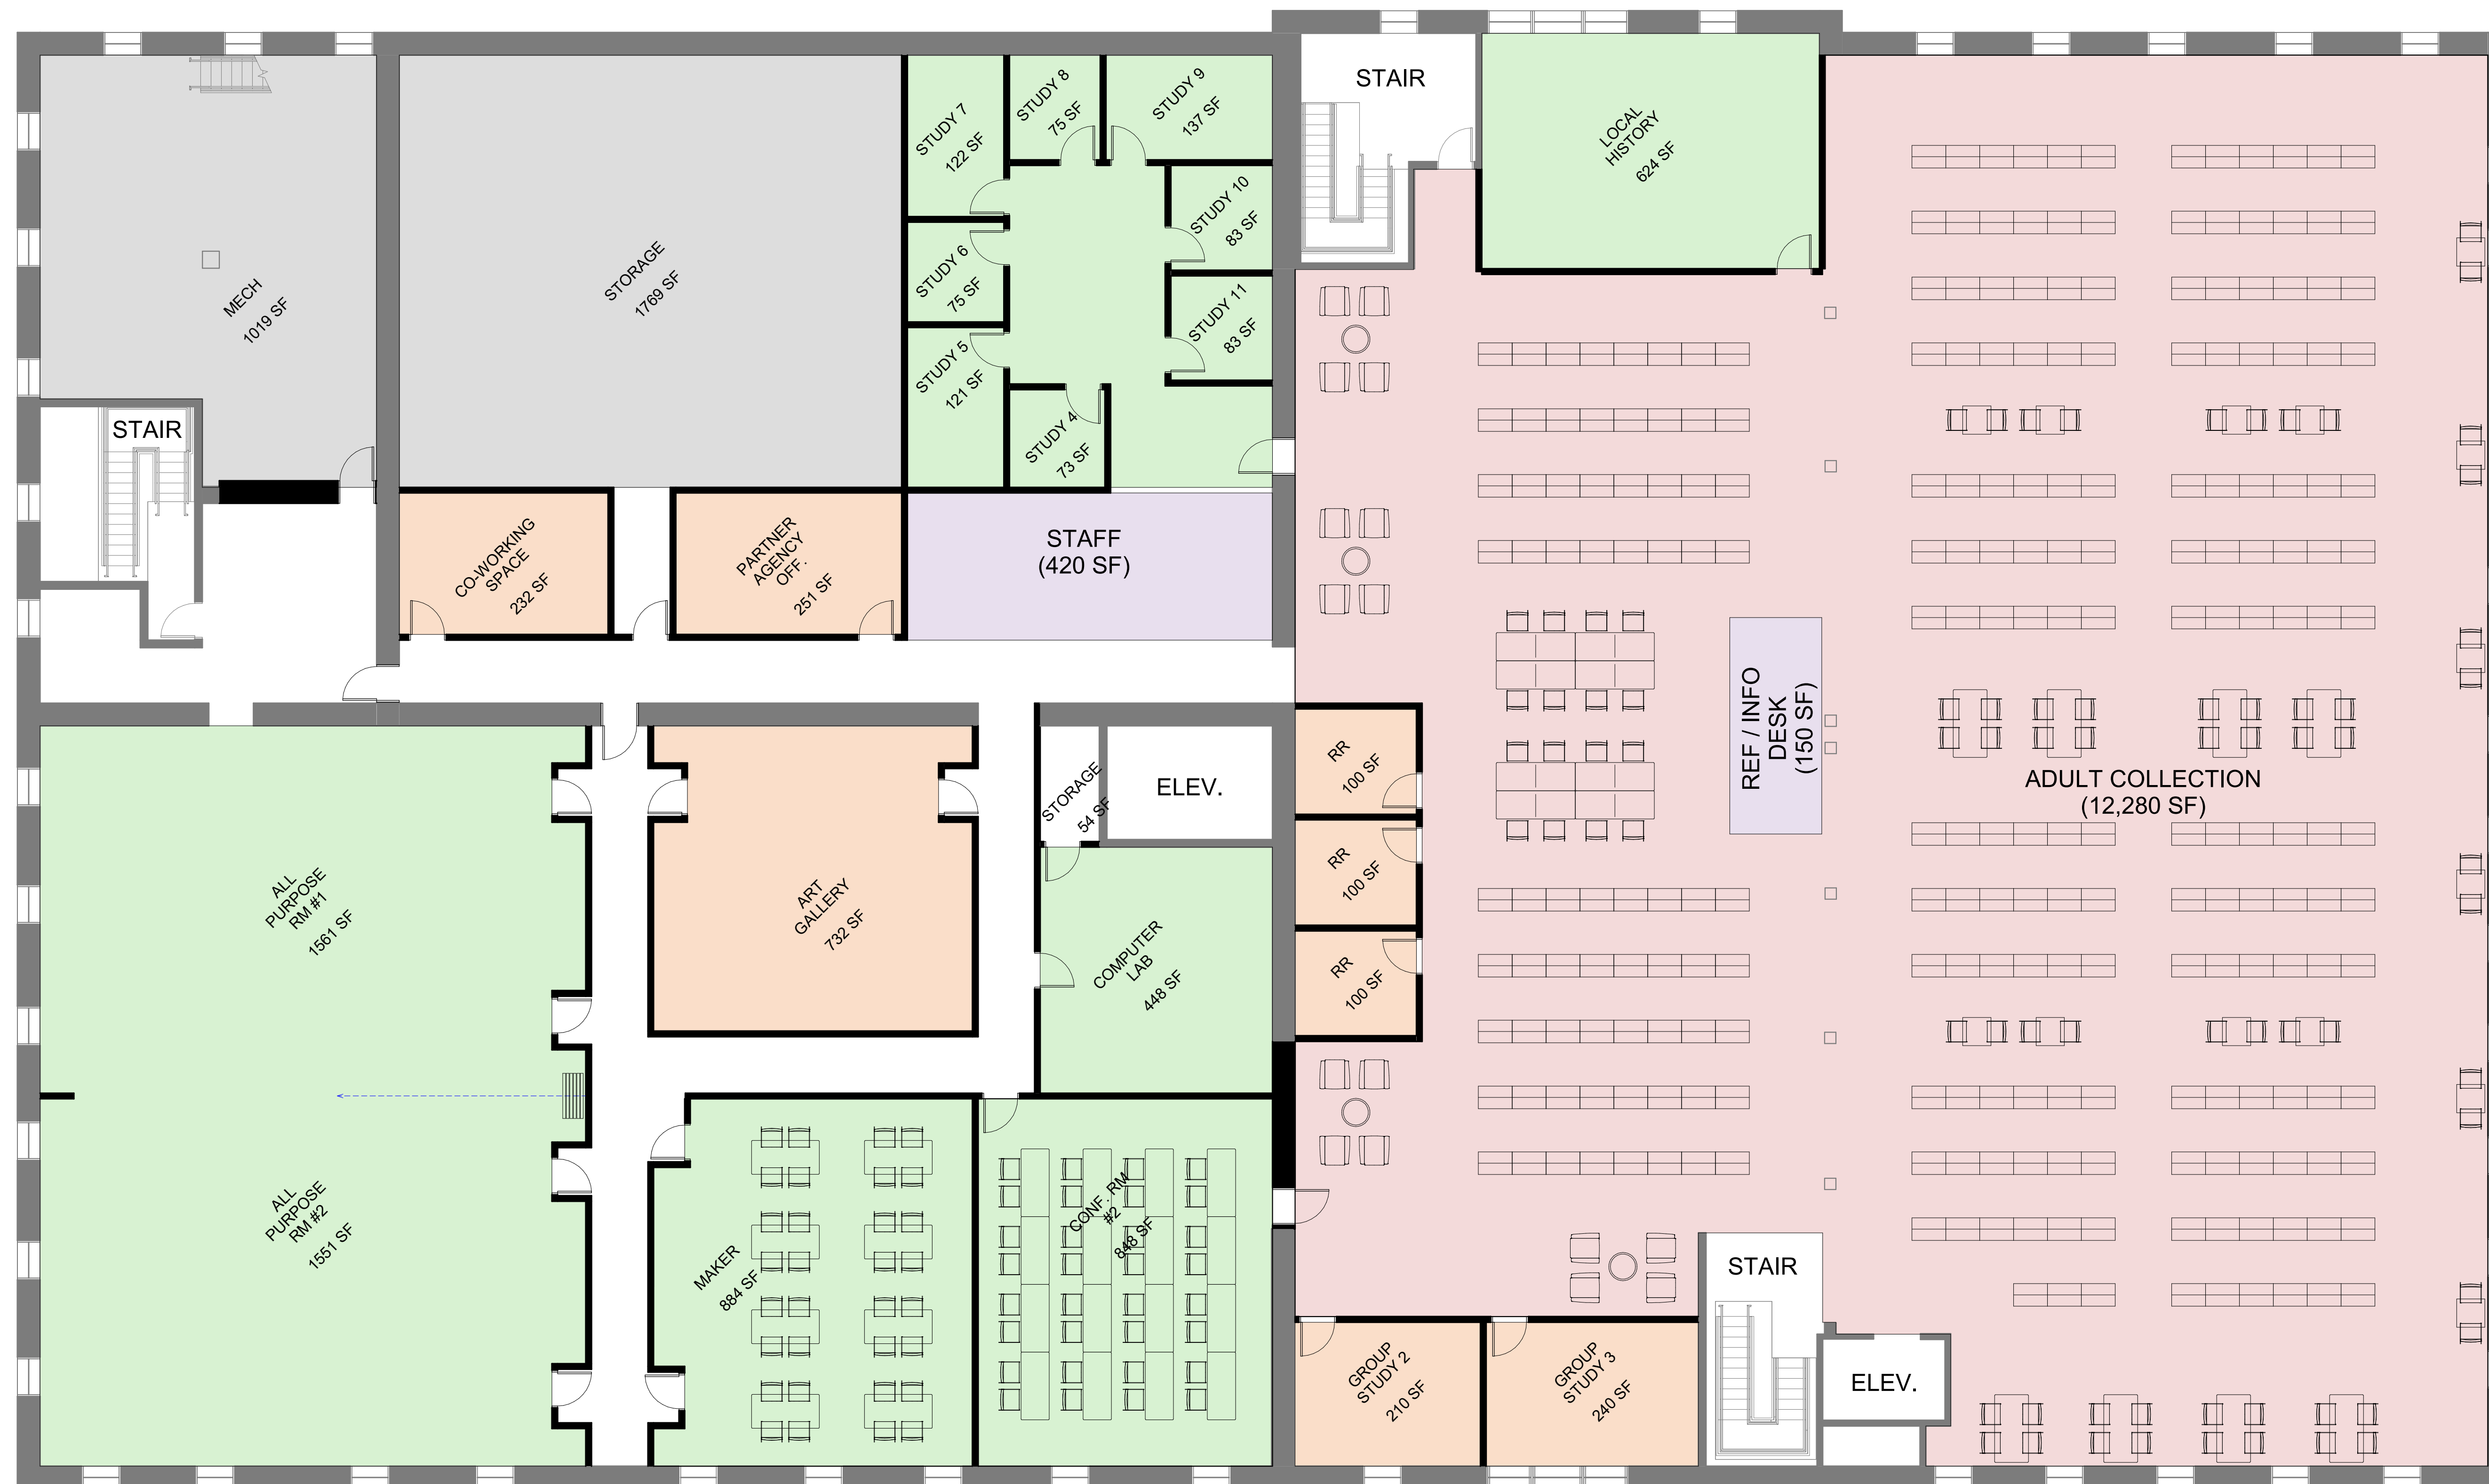 STAIR
STUDY 7
122 SF
STUDY 8
75 SF
STUDY 9
137 SF
LOCAL
HISTORY
624 SF
STUDY 10
83 SF
STUDY 6
75 SF
STUDY 11
83 SF
STUDY 5
121 SF
STUDY 4
73 SF
MECH
1019 SF
STORAGE
1769 SF
STAIR
CO-WORKING
SPACE
232 SF
PARTNER
AGENCY
OFF.
251 SF
STAFF
(420 SF)
REF / INFO
DESK
(150 SF)
ADULT COLLECTION
(12,280 SF)
RR
100 SF
RR
100 SF
RR
100 SF
STORAGE
54 SF
ELEV.
ALL
PURPOSE
RM #1
1561 SF
ART
GALLERY
732 SF
COMPUTER
LAB
448 SF
ALL
PURPOSE
RM #2
1551 SF
MAKER
884 SF
CONF. RM
#2
848 SF
STAIR
GROUP
STUDY 2
210 SF
GROUP
STUDY 3
240 SF
ELEV.